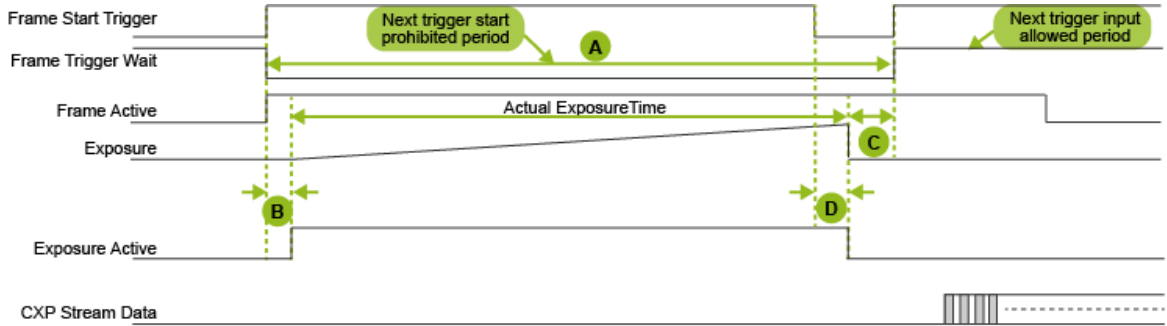 Frame Start Trigger
Next trigger start
prohibited period
Next trigger input
allowed period
A
Frame Trigger Wait
Frame Active
Actual ExposureTime
Exposure
C
B
D
Exposure Active
CXP Stream Data